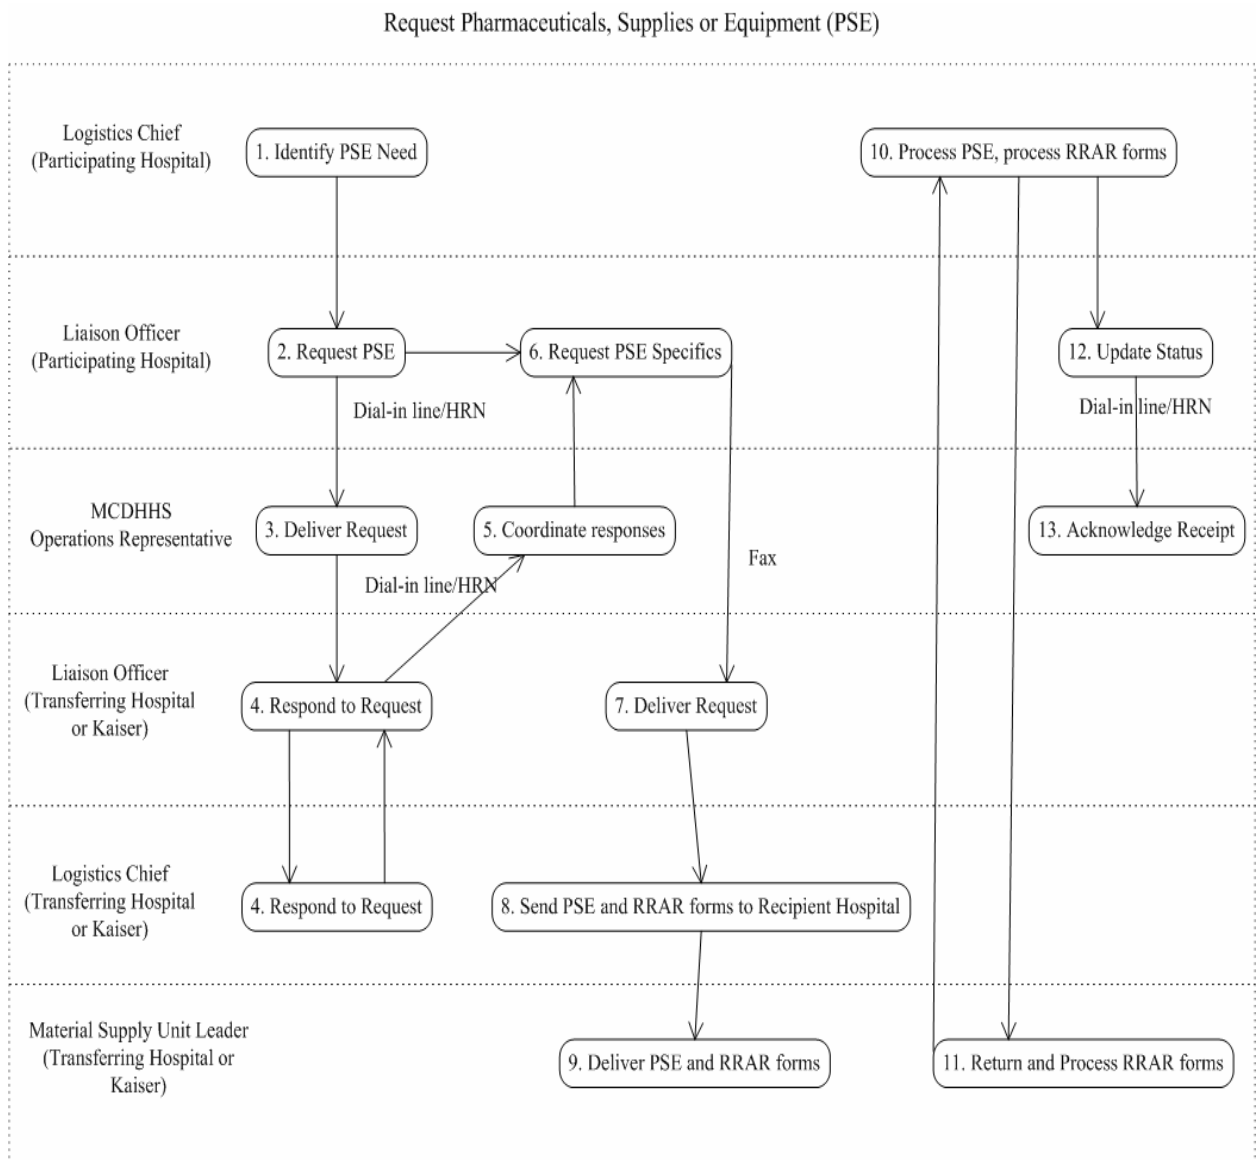 Request Pharmaceuticals, Supplies or Equipment (PSE)
Logistics Chief
(Participating Hospital)
1. Identify PSE Need
10. Process PSE, process RRAR forms
Liaison Officer
(Participating Hospital)
2. Request PSE
6. Request PSE Specifics
12. Update Status
Dial-in line/HRN
Dial-in line/HRN
MCDHHS
Operations Representative
3. Deliver Request
5. Coordinate responses
13. Acknowledge Receipt
Dial-in line/HRN
Fax
Liaison Officer
(Transferring Hospital
or Kaiser)
4. Respond to Request
7. Deliver Request
Logistics Chief
(Transferring Hospital
or Kaiser)
4. Respond to Request
8. Send PSE and RRAR forms to Recipient Hospital
Material Supply Unit Leader
(Transferring Hospital or
Kaiser)
9. Deliver PSE and RRAR forms
11. Return and Process RRAR forms